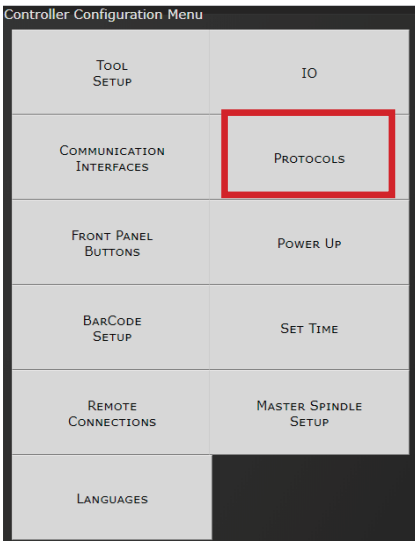 Controller Configuration Menu
Tool
Setup
IO
Communication
Interfaces
Protocols
Front Panel
Buttons
Power Up
BarCode
Setup
Set Time
Remote
Connections
Master Spindle
Setup
Languages